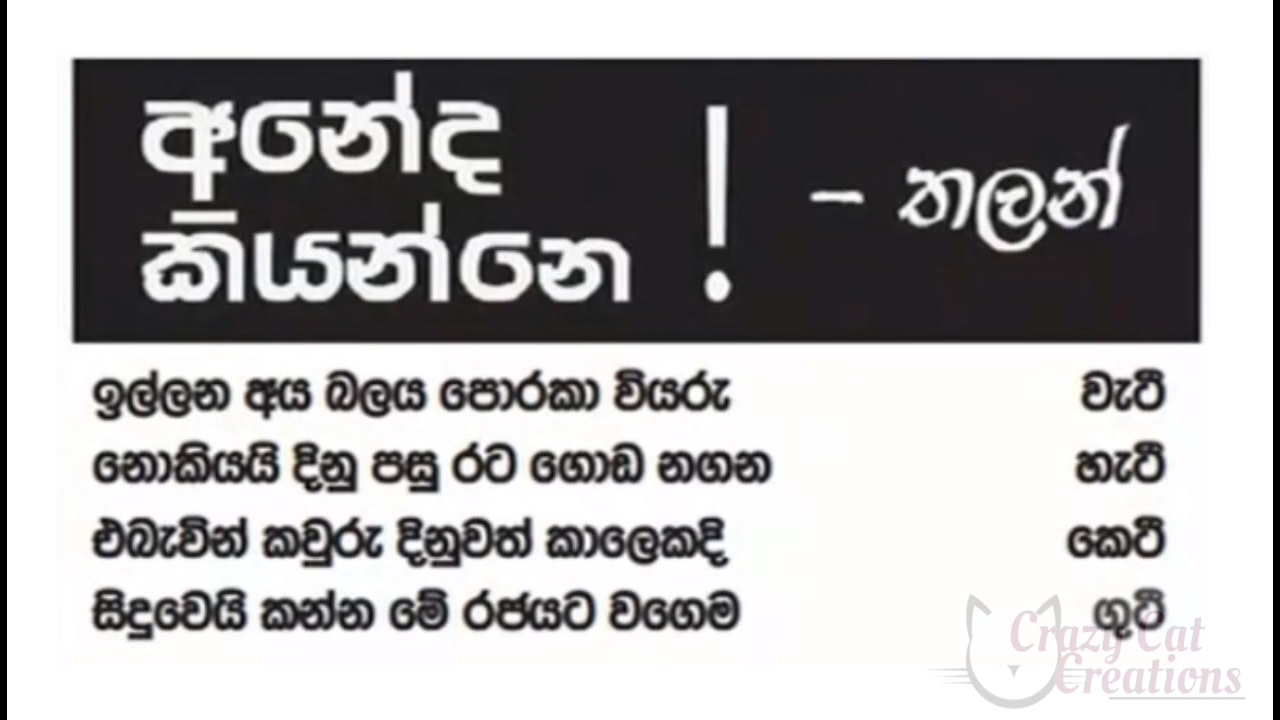 අනේද
කියන්නෙ ! – තලන්
ඉල්ලන අය බලය පොරකා වියරු වැටී
නොකියයි දිනු පසු රට ගොඩ නගන හැටී
එබැවින් කවුරු දිනුවත් කාලෙකදි කෙටී
සිදුවෙයි කන්න මේ රජයට වගෙම ගුටී
Crazy Cat
Creations